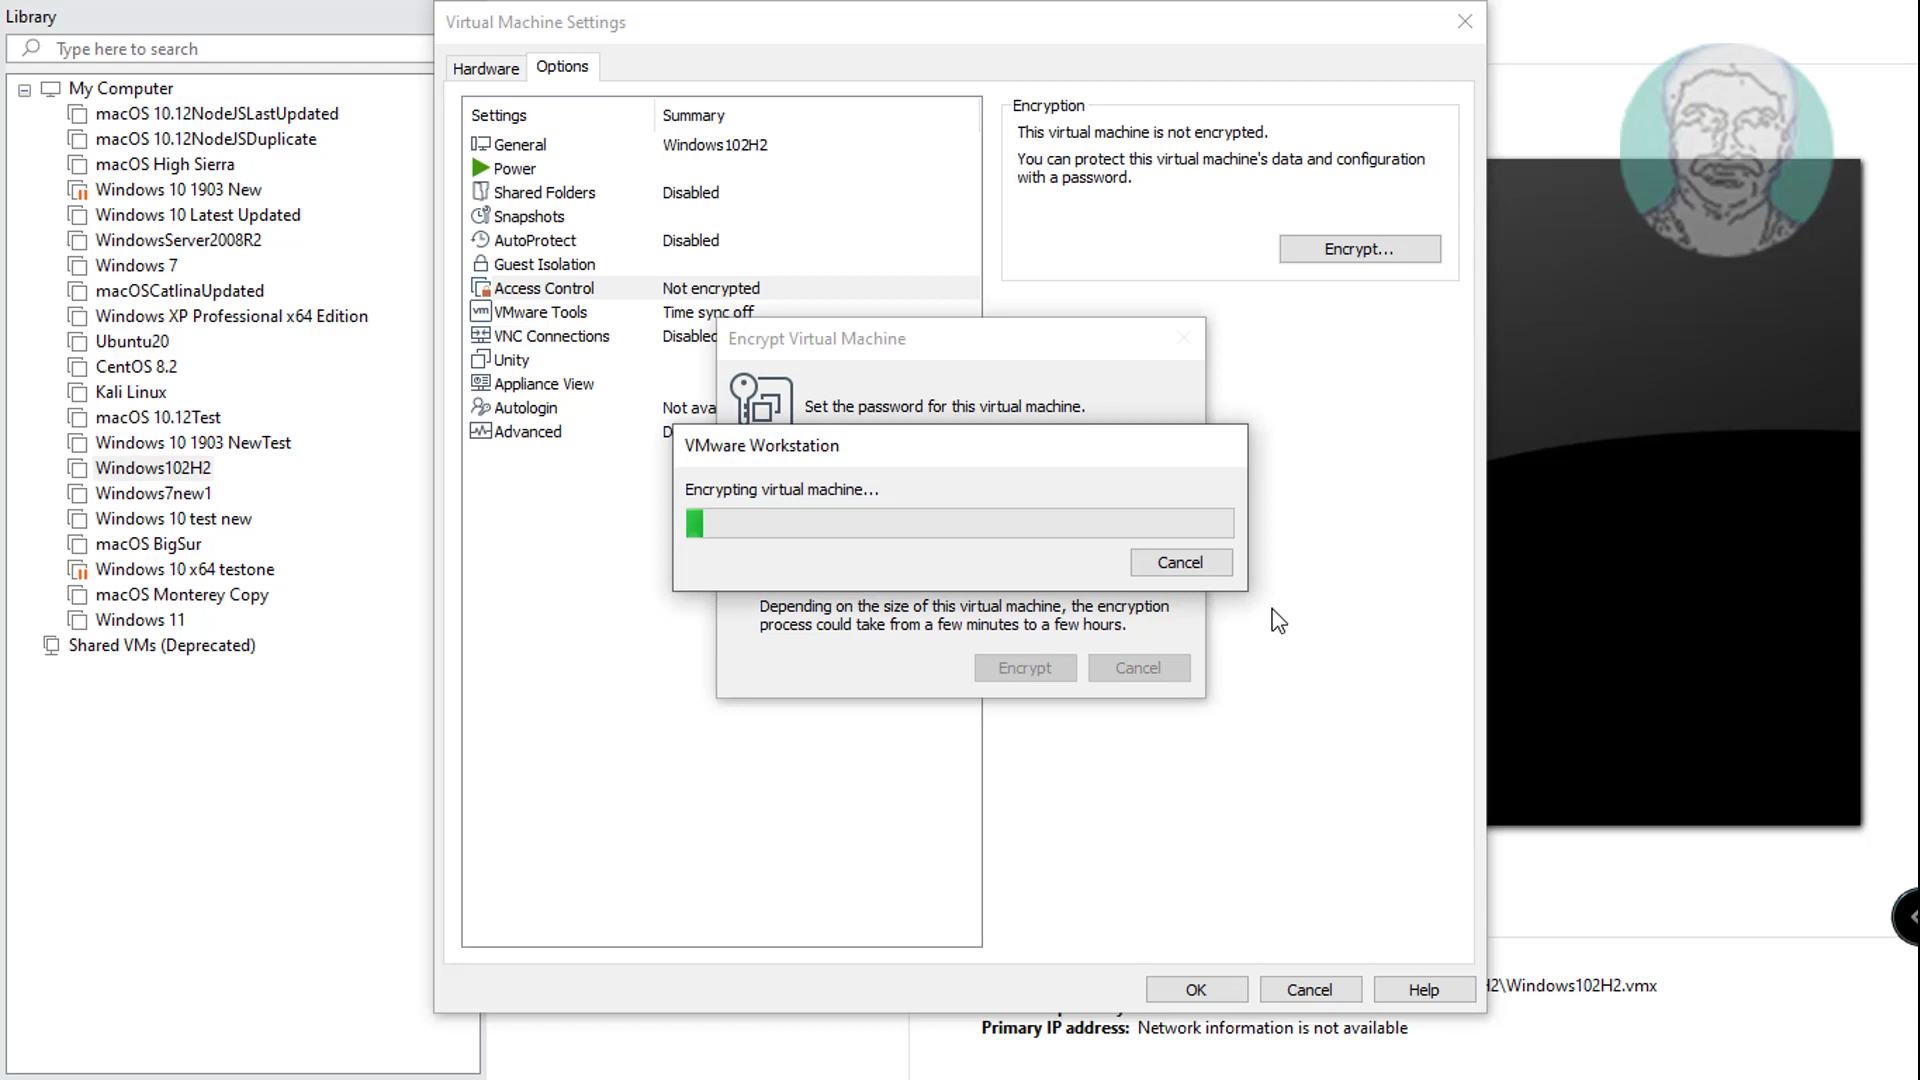 Library
Type here to search
My Computer
macOS 10.12NodeJSLastUpdated
macOS 10.12NodeJSDuplicate
macOS High Sierra
Windows 10 1903 New
Windows 10 Latest Updated
WindowsServer2008R2
Windows 7
macOSCatlinaUpdated
Windows XP Professional x64 Edition
Ubuntu20
CentOS 8.2
Kali Linux
macOS 10.12Test
Windows 10 1903 NewTest
Windows102H2
Windows7new1
Windows 10 test new
macOS BigSur
Windows 10 x64 testone
macOS Monterey Copy
Windows 11
Shared VMs (Deprecated)
Virtual Machine Settings
Hardware Options
Settings Summary
General Windows102H2
Power
Shared Folders Disabled
Snapshots
AutoProtect Disabled
Guest Isolation
Access Control Not encrypted
vm VMware Tools Time sync off
VNC Connections Disabled
Unity
Appliance View
Autologin Not ava
Advanced D
Encryption
This virtual machine is not encrypted.
You can protect this virtual machine's data and configuration
with a password.
Encrypt...
Encrypt Virtual Machine
Set the password for this virtual machine.
VMware Workstation
Encrypting virtual machine...
Cancel
Depending on the size of this virtual machine, the encryption
process could take from a few minutes to a few hours.
Encrypt Cancel
OK Cancel Help
H2\Windows102H2.vmx
Primary IP address: Network information is not available